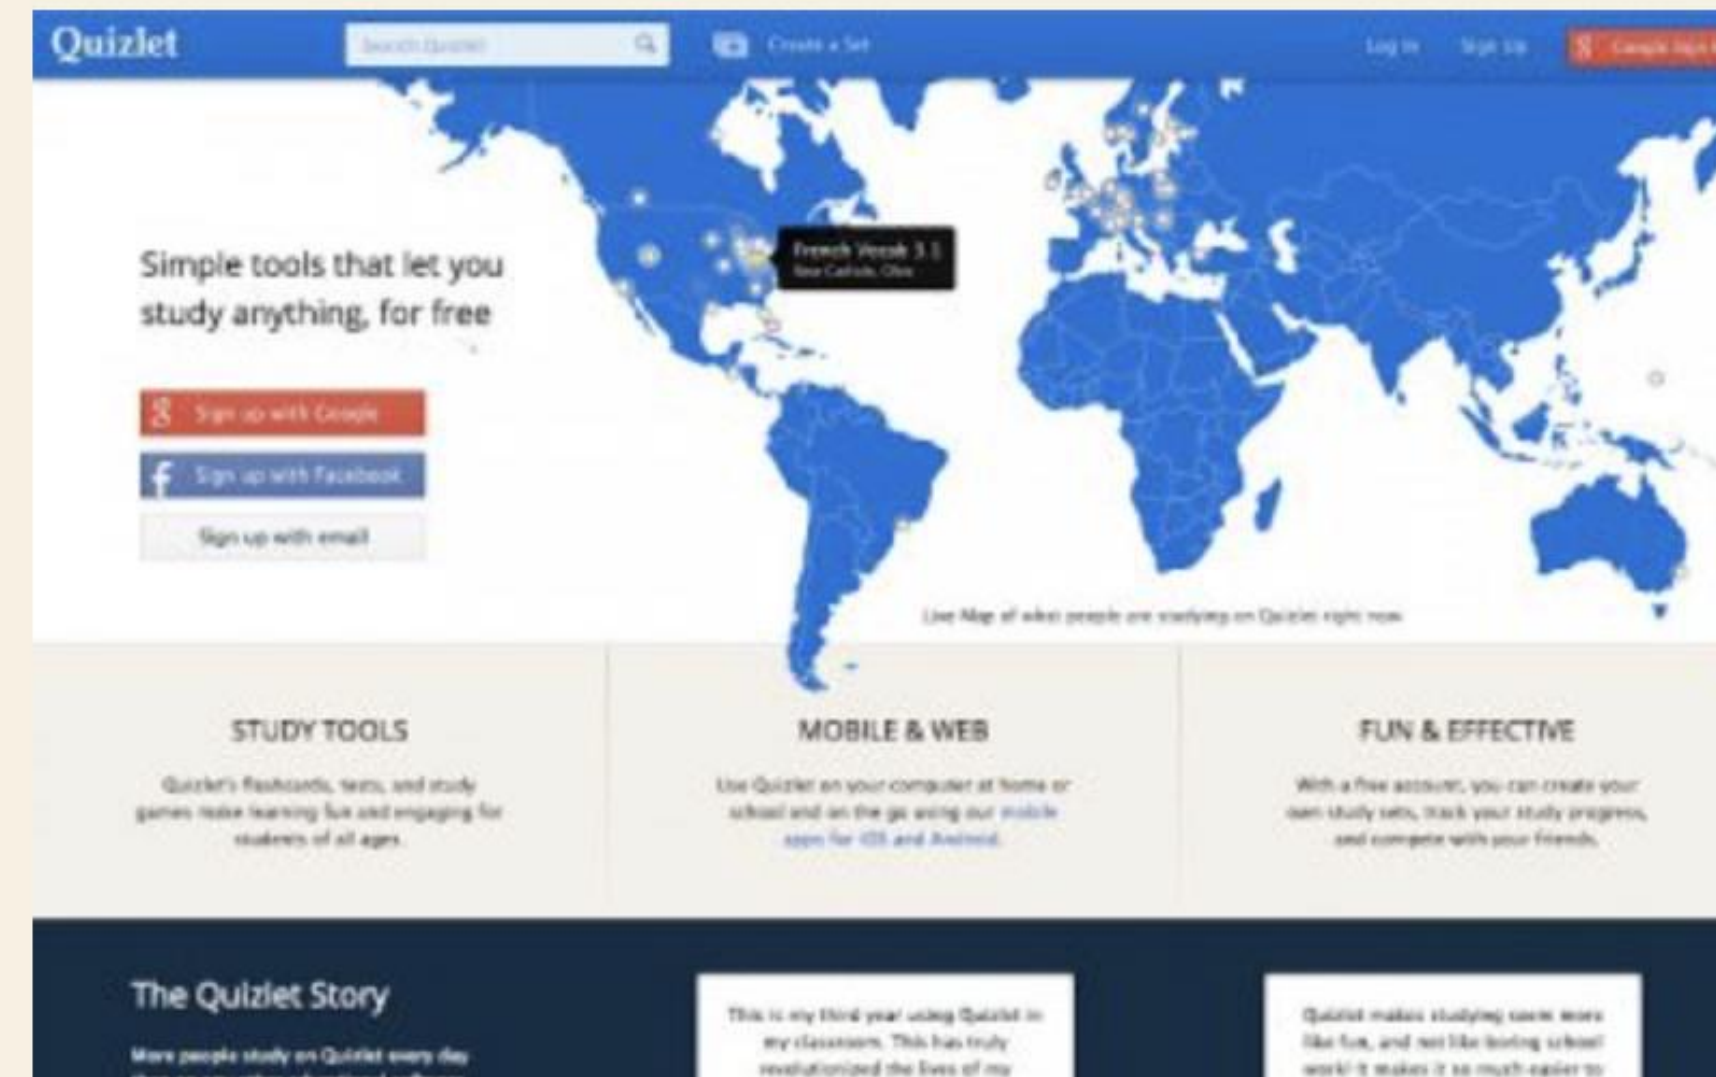 Quizlet
Search Quizlet
Create a Set
Log In
Sign Up
Google Sign
Simple tools that let you
study anything, for free
Sign up with Google
Sign up with Facebook
Sign up with email
French Vocab 3.1
New Carlisle, Ohio
Live Map of what people are studying on Quizlet right now
STUDY TOOLS
Quizlet's flashcards, tests, and study
games make learning fun and engaging for
students of all ages.
MOBILE & WEB
Use Quizlet on your computer at home or
school and on the go using our mobile
apps for iOS and Android.
FUN & EFFECTIVE
With a free account, you can create your
own study sets, track your study progress,
and compete with your friends.
The Quizlet Story
More people study on Quizlet every day
This is my third year using Quizlet in
my classroom. This has truly
revolutionized the lives of my
Quizlet makes studying seem more
like fun, and not like boring school
work! It makes it so much easier to